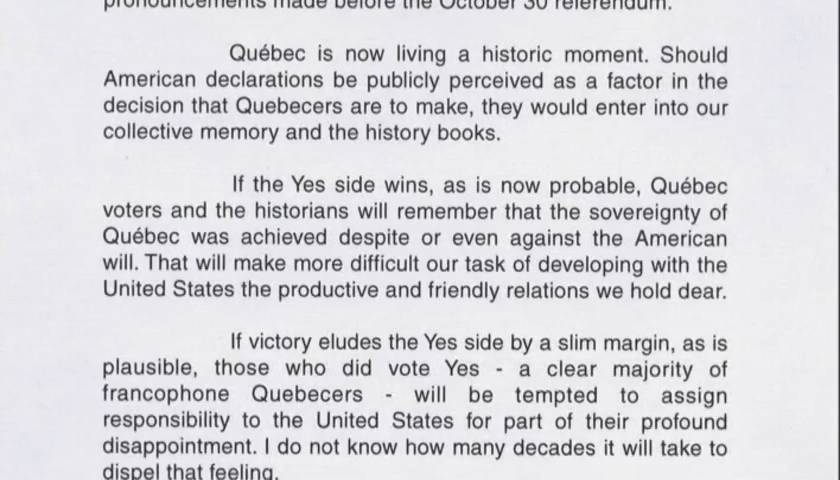 pronouncements made before the October 30 referendum.
Québec is now living a historic moment. Should
American declarations be publicly perceived as a factor in the
decision that Quebecers are to make, they would enter into our
collective memory and the history books.
If the Yes side wins, as is now probable, Québec
voters and the historians will remember that the sovereignty of
Québec was achieved despite or even against the American
will. That will make more difficult our task of developing with the
United States the productive and friendly relations we hold dear.
If victory eludes the Yes side by a slim margin, as is
plausible, those who did vote Yes - a clear majority of
francophone Quebecers - will be tempted to assign
responsibility to the United States for part of their profound
disappointment. I do not know how many decades it will take to
dispel that feeling.